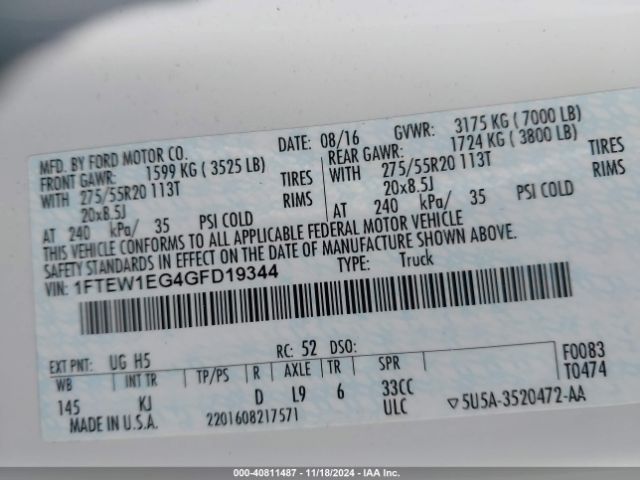 MFD. BY FORD MOTOR CO. DATE: 08/16 GVWR: 3175 KG ( 7000 LB)
FRONT GAWR: 1599 KG ( 3525 LB) REAR GAWR: 1724 KG ( 3800 LB)
WITH 275/55R20 113T TIRES WITH 275/55R20 113T TIRES
20x8.5J RIMS 20x8.5J RIMS
AT 240 kPa/ 35 PSI COLD AT 240 kPa/ 35 PSI COLD
THIS VEHICLE CONFORMS TO ALL APPLICABLE FEDERAL MOTOR VEHICLE
SAFETY STANDARDS IN EFFECT ON THE DATE OF MANUFACTURE SHOWN ABOVE.
VIN: 1FTEW1EG4GFD19344 TYPE: Truck
EXT PNT: UG H5 RC: 52 DSO: F0083
WB INT TR TP/PS R AXLE TR SPR T0474
145 KJ D L9 6 33CC
ULC
MADE IN U.S.A. 2201608217571 ▽5U5A-3520472-AA
000-40811487 - 11/18/2024 - IAA Inc.